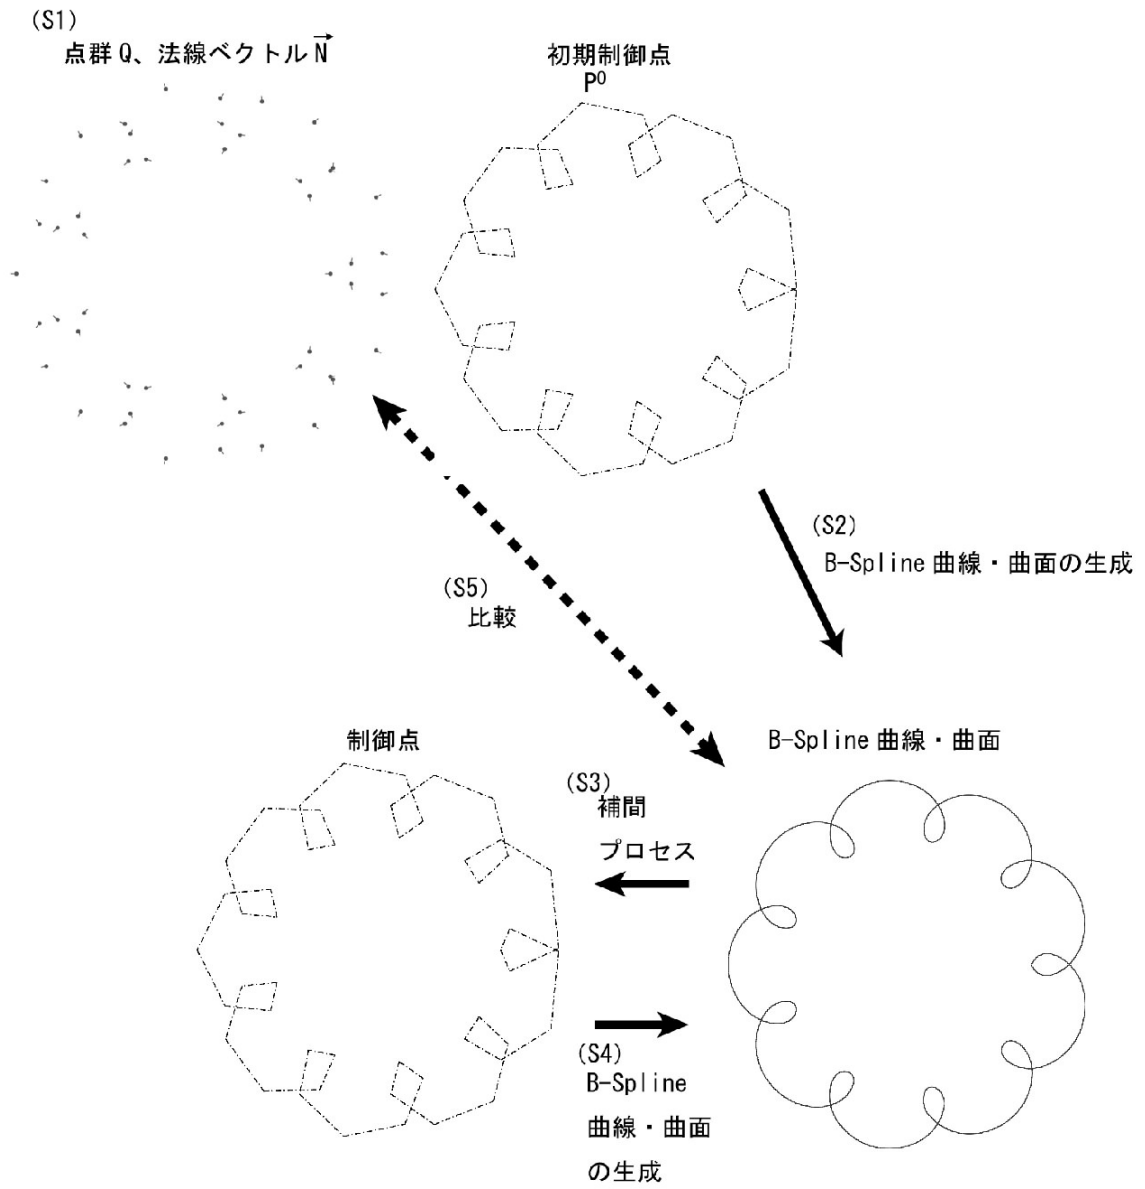 (S1)
点群Q、法線ベクトルN→
初期制御点
P⁰
(S2)
B-Spline 曲線・曲面の生成
(S5)
比較
制御点
B-Spline 曲線・曲面
(S3)
補間
プロセス
(S4)
B-Spline
曲線・曲面
の生成